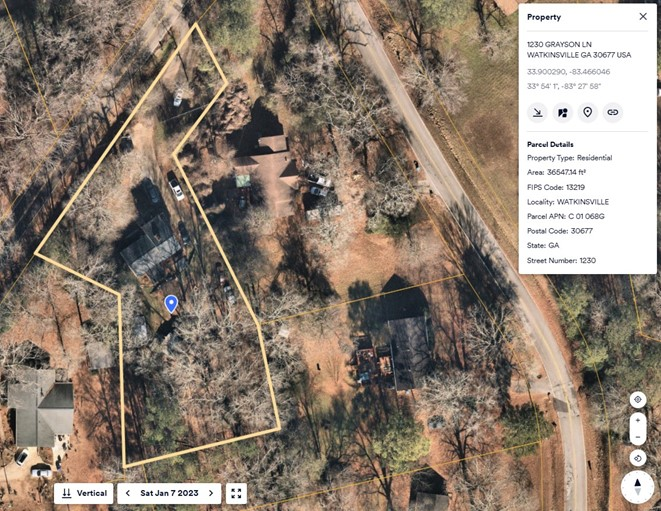 Property
1230 GRAYSON LN
WATKINSVILLE GA 30677 USA
33.900290, -83.466046
33° 54' 1", -83° 27' 58"
Parcel Details
Property Type: Residential
Area: 36547.14 ft²
FIPS Code: 13219
Locality: WATKINSVILLE
Parcel APN: C 01 068G
Postal Code: 30677
State: GA
Street Number: 1230
Vertical
Sat Jan 7 2023